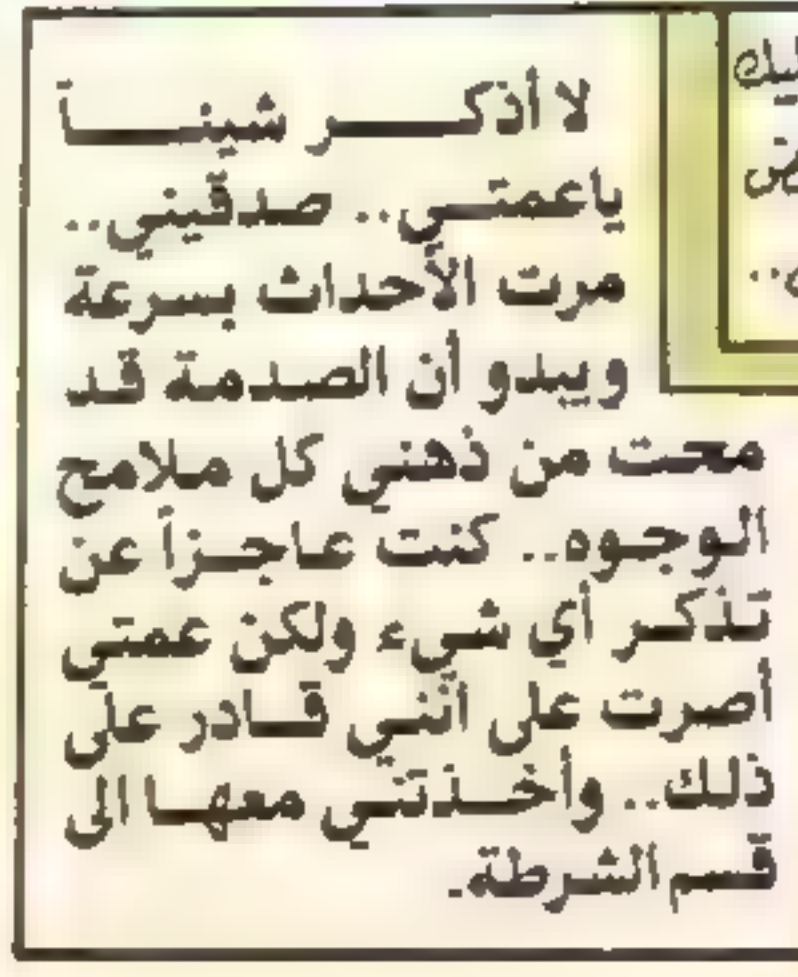 لا أذكر شيئاً
ياعمتي.. صدقيني..
مرت الأحداث بسرعة
ويبدو أن الصدمة قد
محت من ذهني كل ملامح
الوجوه.. كنت عاجزاً عن
تذكر أي شيء ولكن عمتي
أصرت على أنني قادر على
ذلك.. وأخذتني معها الى
قسم الشرطة.